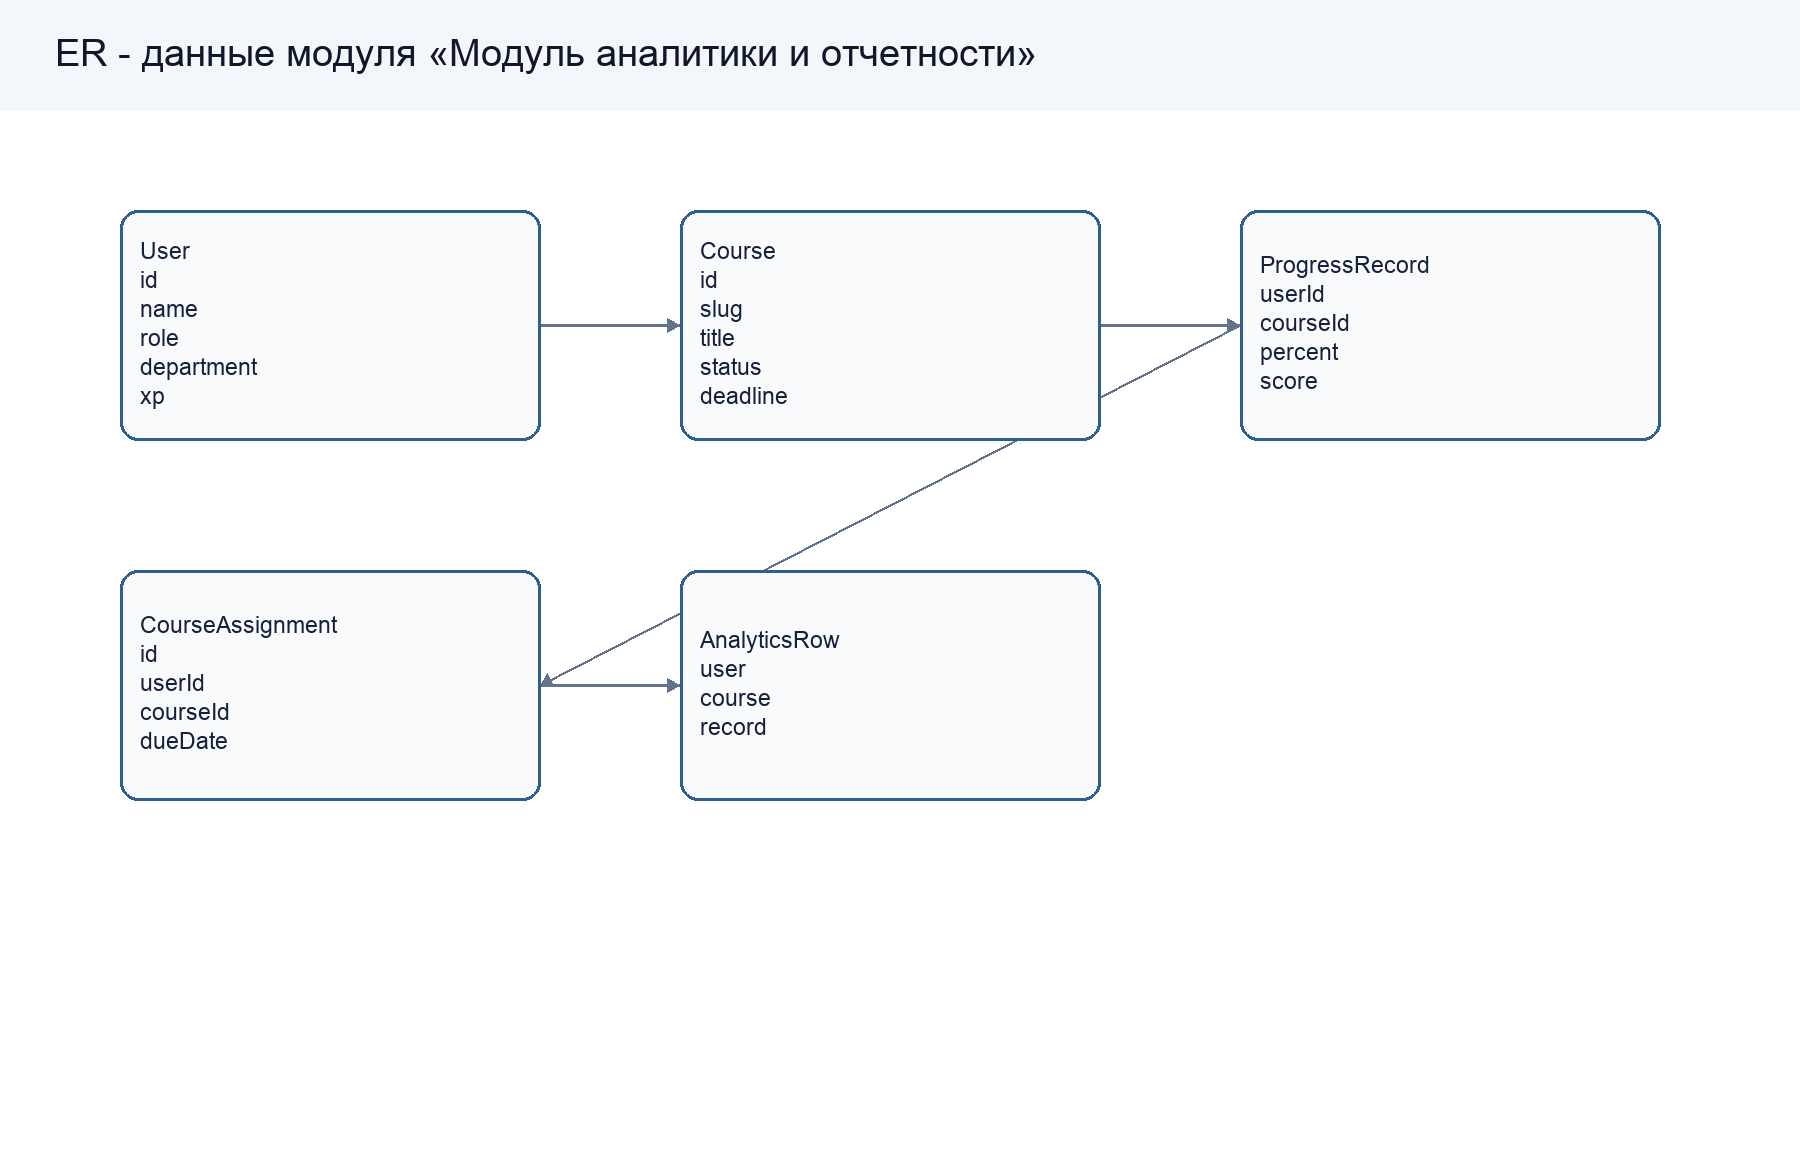 ER - данные модуля «Модуль аналитики и отчетности»
User
id
name
role
department
xp
Course
id
slug
title
status
deadline
ProgressRecord
userId
courseId
percent
score
CourseAssignment
id
userId
courseId
dueDate
AnalyticsRow
user
course
record